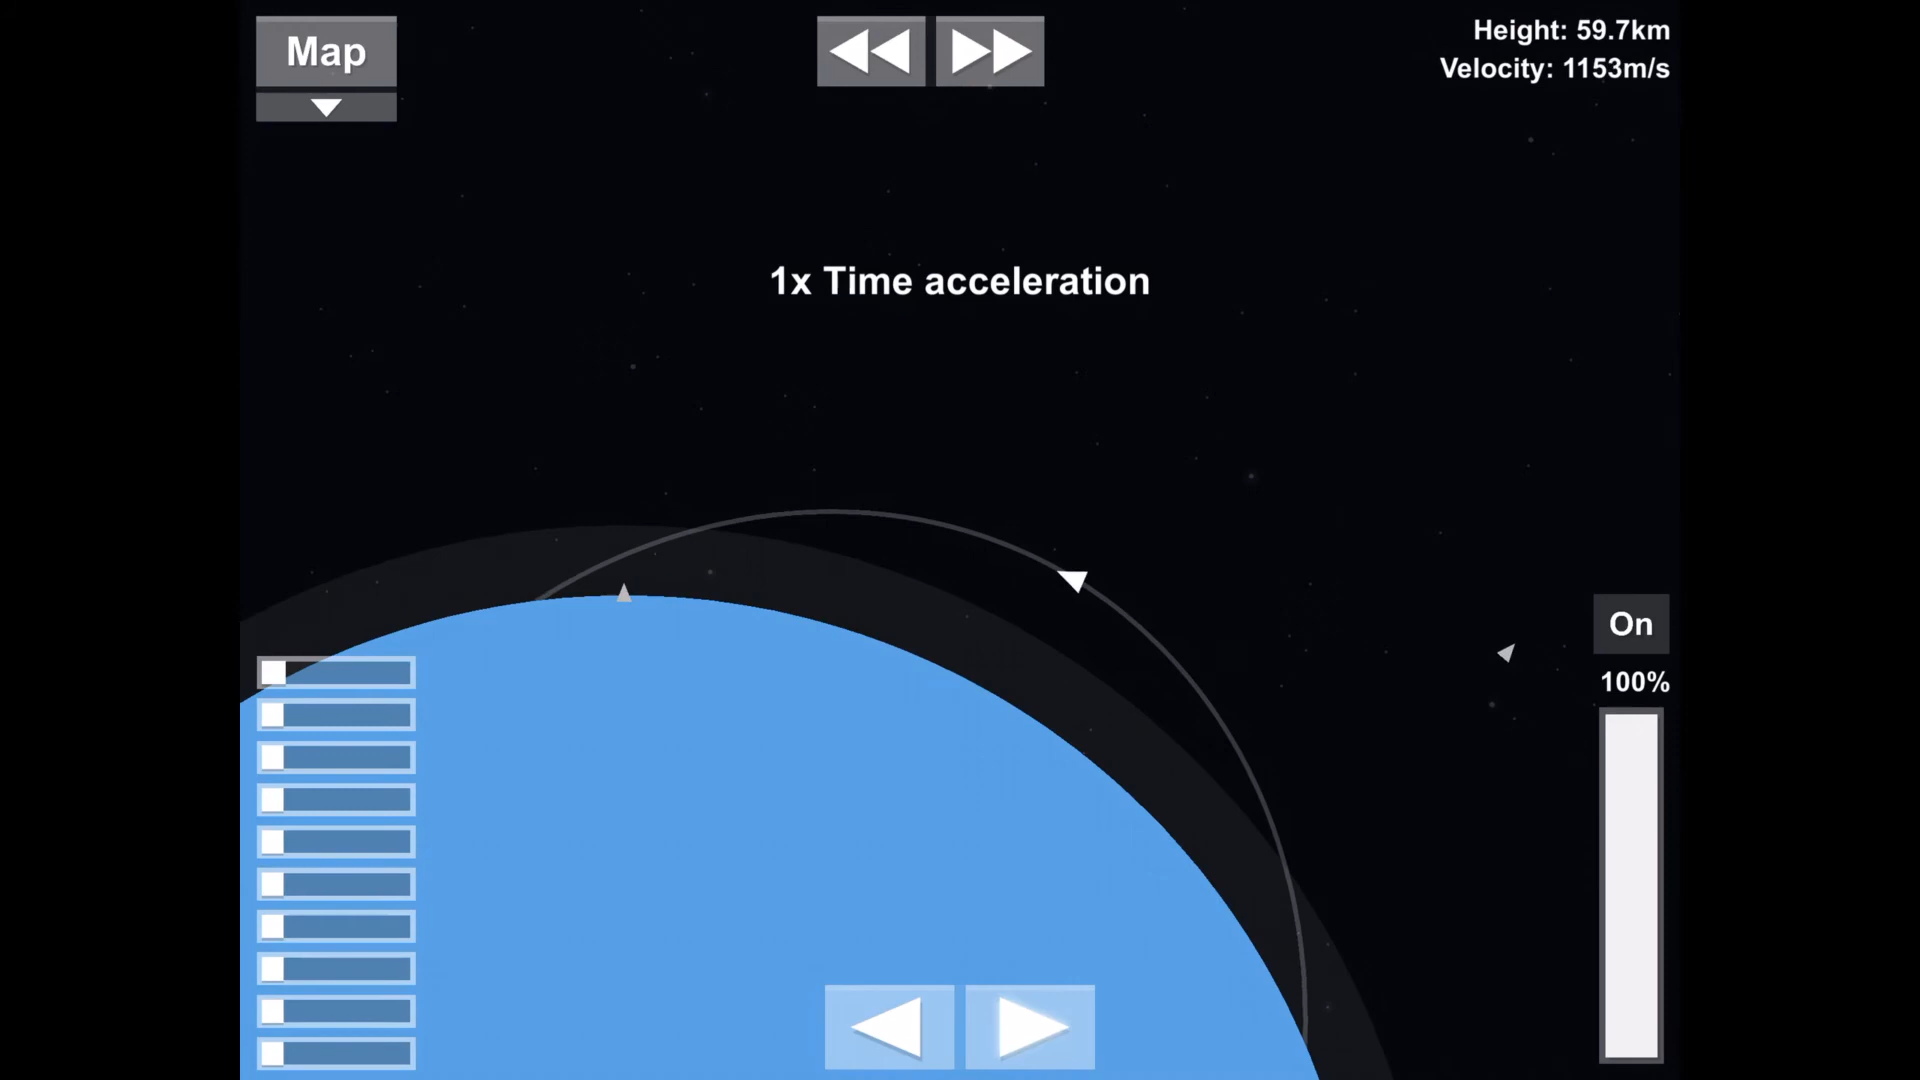 Map
Height: 59.7km
Velocity: 1153m/s
1x Time acceleration
On
100%